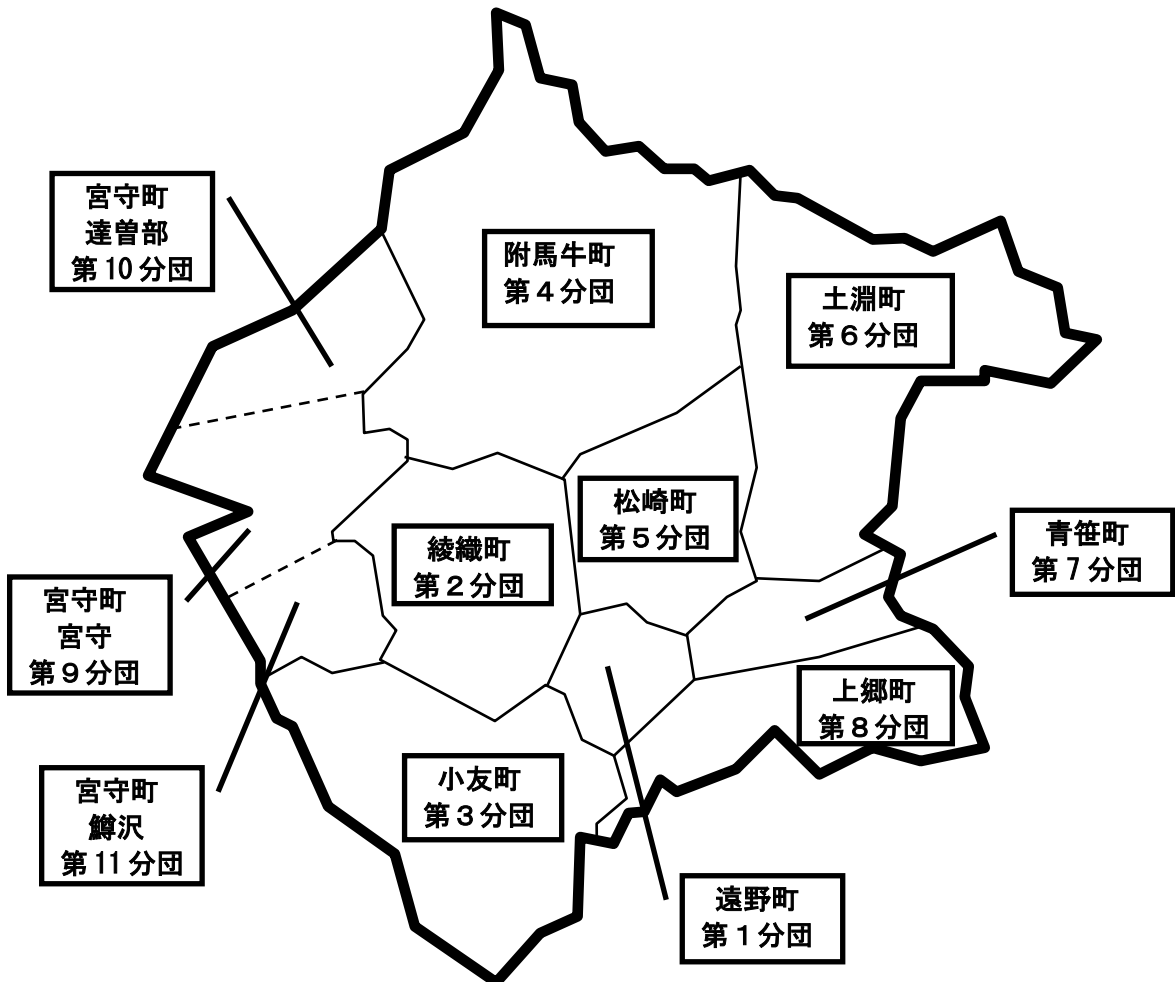 宮守町
達曽部
第10分団
附馬牛町
第４分団
土淵町
第６分団
松崎町
第５分団
綾織町
第２分団
青笹町
第７分団
宮守町
宮守
第９分団
上郷町
第８分団
小友町
第３分団
宮守町
鱒沢
第11分団
遠野町
第１分団